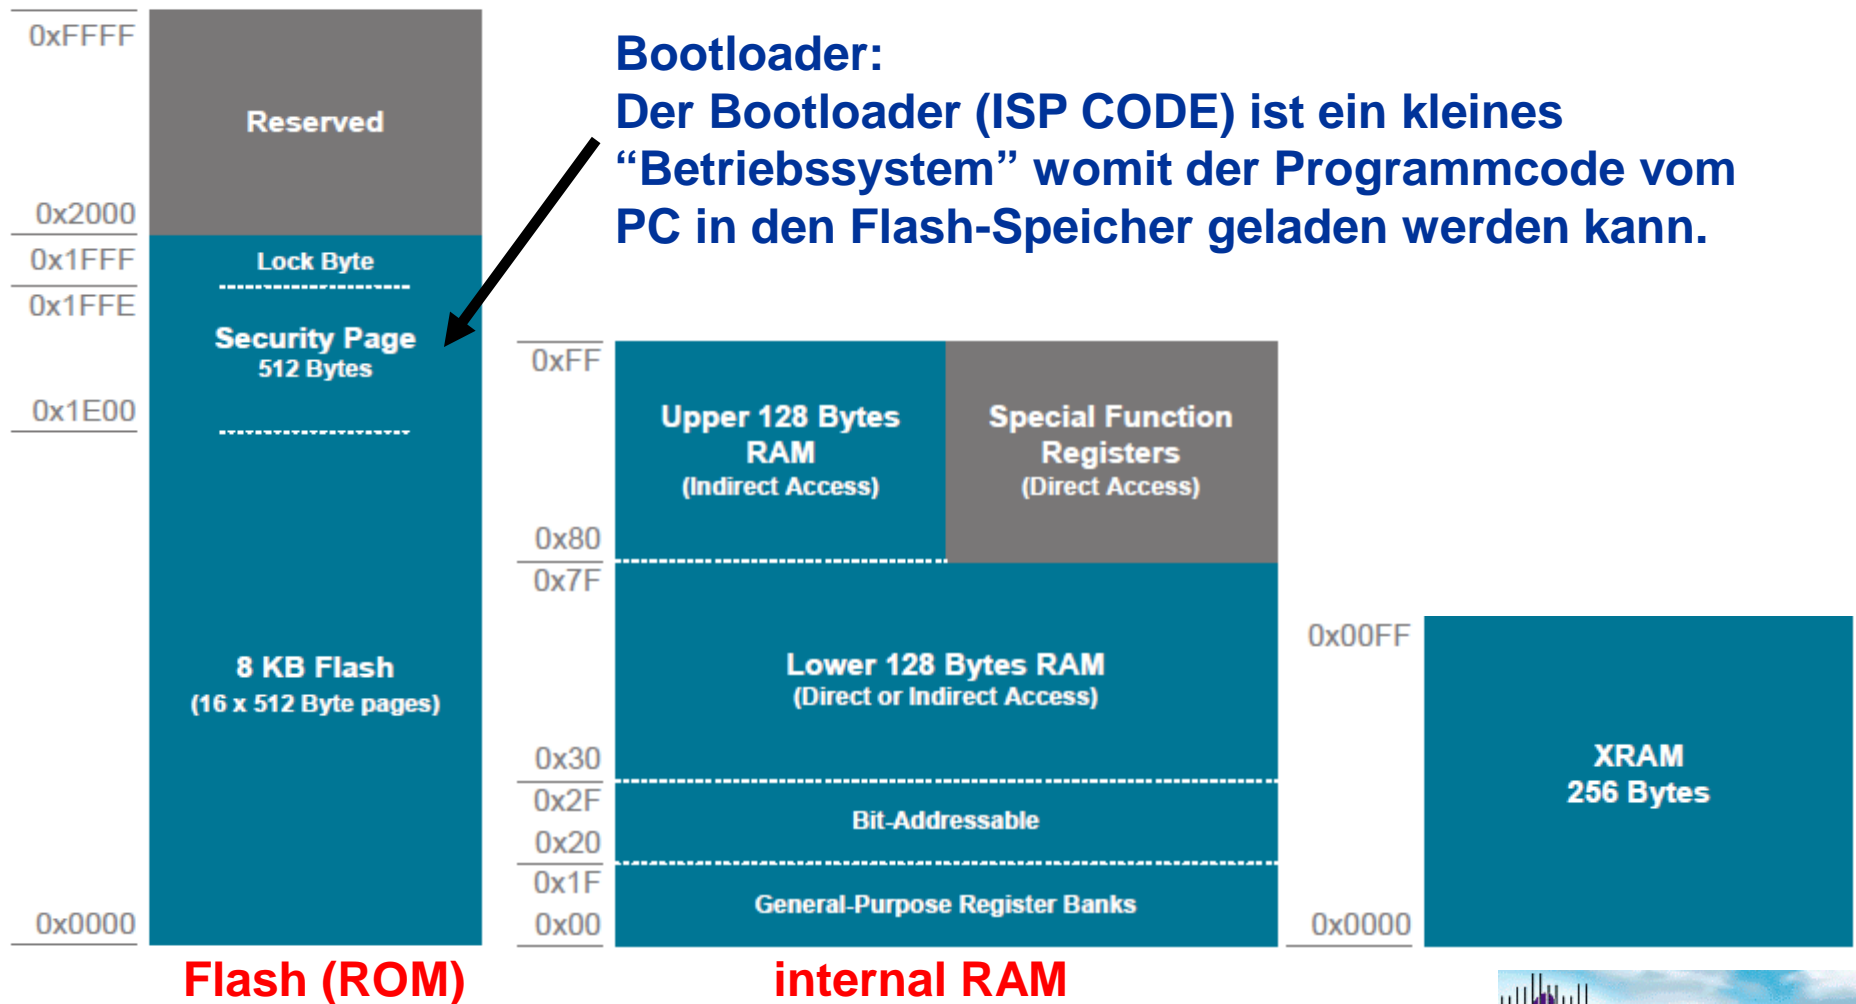 0xFFFF
Reserved
0x2000
0x1FFF
Lock Byte
0x1FFE
Security Page
512 Bytes
0x1E00
8 KB Flash
(16 x 512 Byte pages)
0x0000
Flash (ROM)
Bootloader:
Der Bootloader (ISP CODE) ist ein kleines
“Betriebssystem” womit der Programmcode vom
PC in den Flash-Speicher geladen werden kann.
0xFF
Upper 128 Bytes
RAM
(Indirect Access)
Special Function
Registers
(Direct Access)
0x80
0x7F
Lower 128 Bytes RAM
(Direct or Indirect Access)
0x30
0x2F
Bit-Addressable
0x20
0x1F
General-Purpose Register Banks
0x00
internal RAM
0x00FF
XRAM
256 Bytes
0x0000